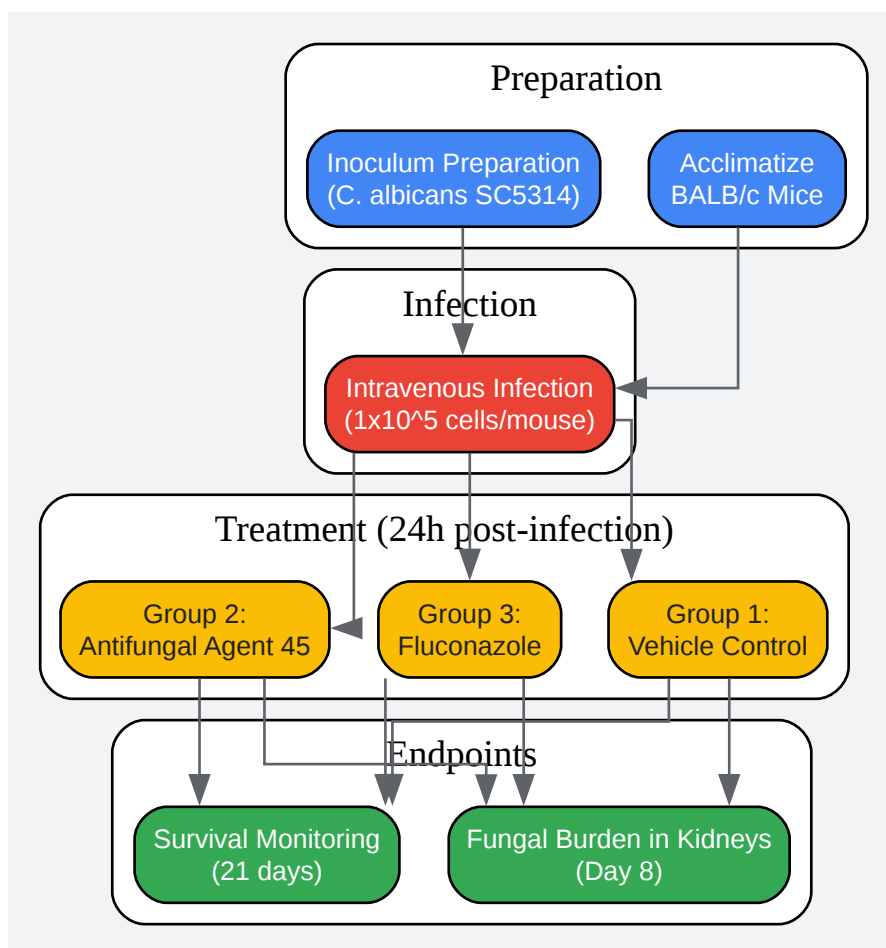 Preparation
Inoculum Preparation
(C. albicans SC5314)
Acclimatize
BALB/c Mice
Infection
Intravenous Infection
(1x10^5 cells/mouse)
Treatment (24h post-infection)
Group 2:
Antifungal Agent 45
Group 3:
Fluconazole
Group 1:
Vehicle Control
Endpoints
Survival Monitoring
(21 days)
Fungal Burden in Kidneys
(Day 8)